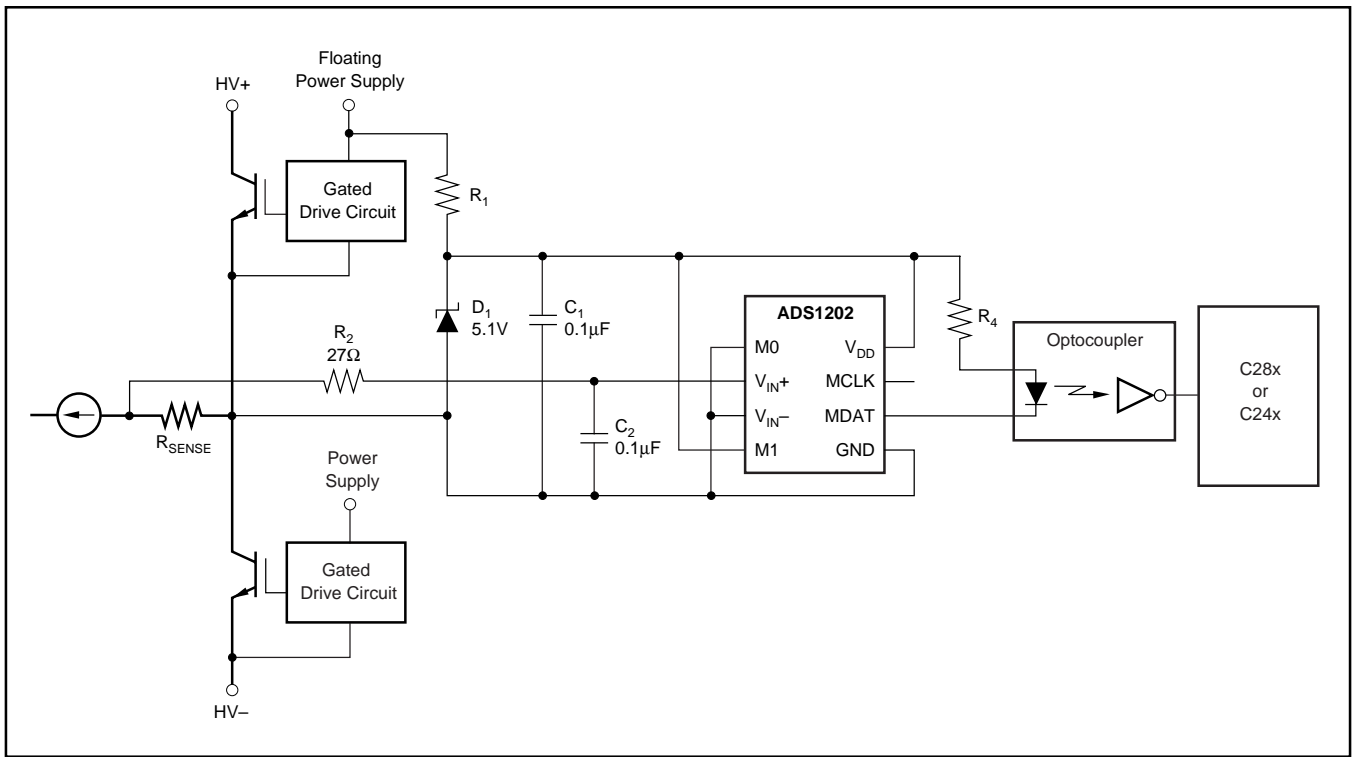 Floating
Power Supply
HV+
Gated
Drive Circuit
R1
D1
5.1V
C1
0.1μF
R2
27Ω
RSENSE
C2
0.1μF
ADS1202
M0
VIN+
VIN–
M1
VDD
MCLK
MDAT
GND
R4
Optocoupler
C28x
or
C24x
Power
Supply
Gated
Drive Circuit
HV–